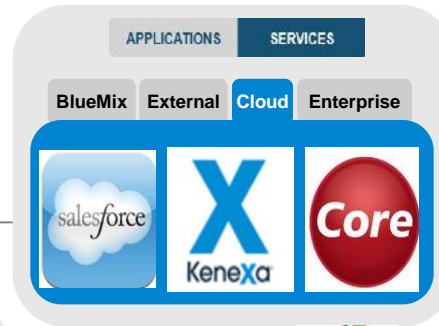 APPLICATIONS SERVICES
BlueMix External Cloud Enterprise
salesforce
X
Kenexa
Core